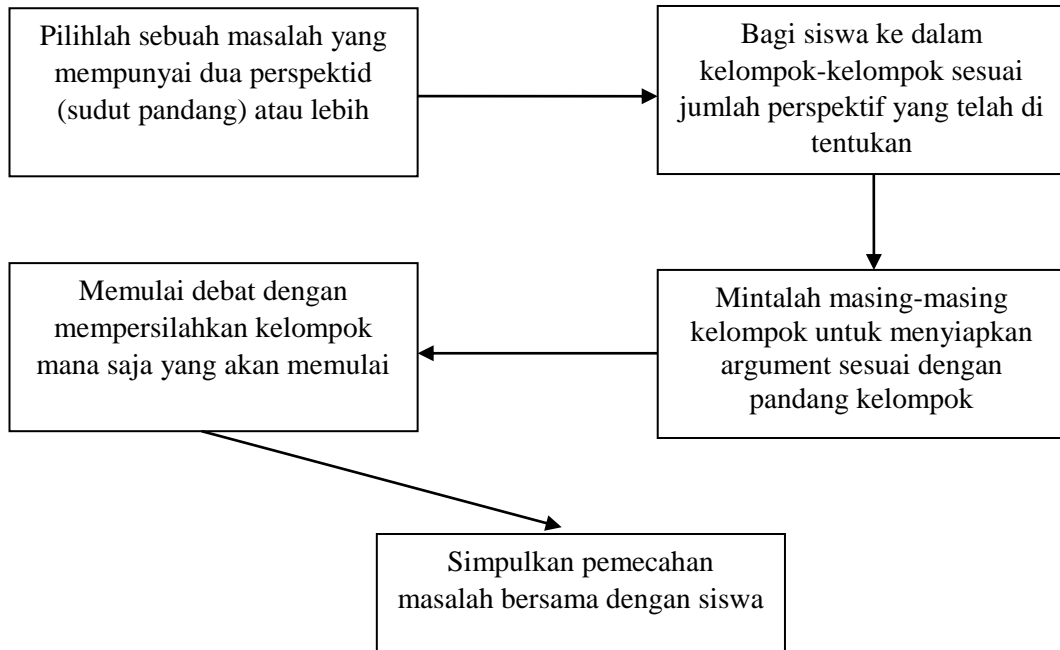 Pilihlah sebuah masalah yang
mempunyai dua perspektid
(sudut pandang) atau lebih
Bagi siswa ke dalam
kelompok-kelompok sesuai
jumlah perspektif yang telah di
tentukan
Mintalah masing-masing
kelompok untuk menyiapkan
argument sesuai dengan
pandang kelompok
Memulai debat dengan
mempersilahkan kelompok
mana saja yang akan memulai
Simpulkan pemecahan
masalah bersama dengan siswa